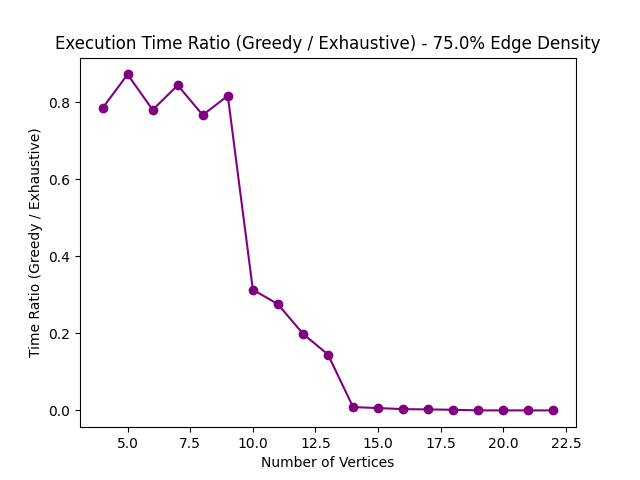 Execution Time Ratio (Greedy / Exhaustive) - 75.0% Edge Density
Time Ratio (Greedy / Exhaustive)
0.8
0.6
0.4
0.2
0.0
5.0 7.5 10.0 12.5 15.0 17.5 20.0 22.5
Number of Vertices